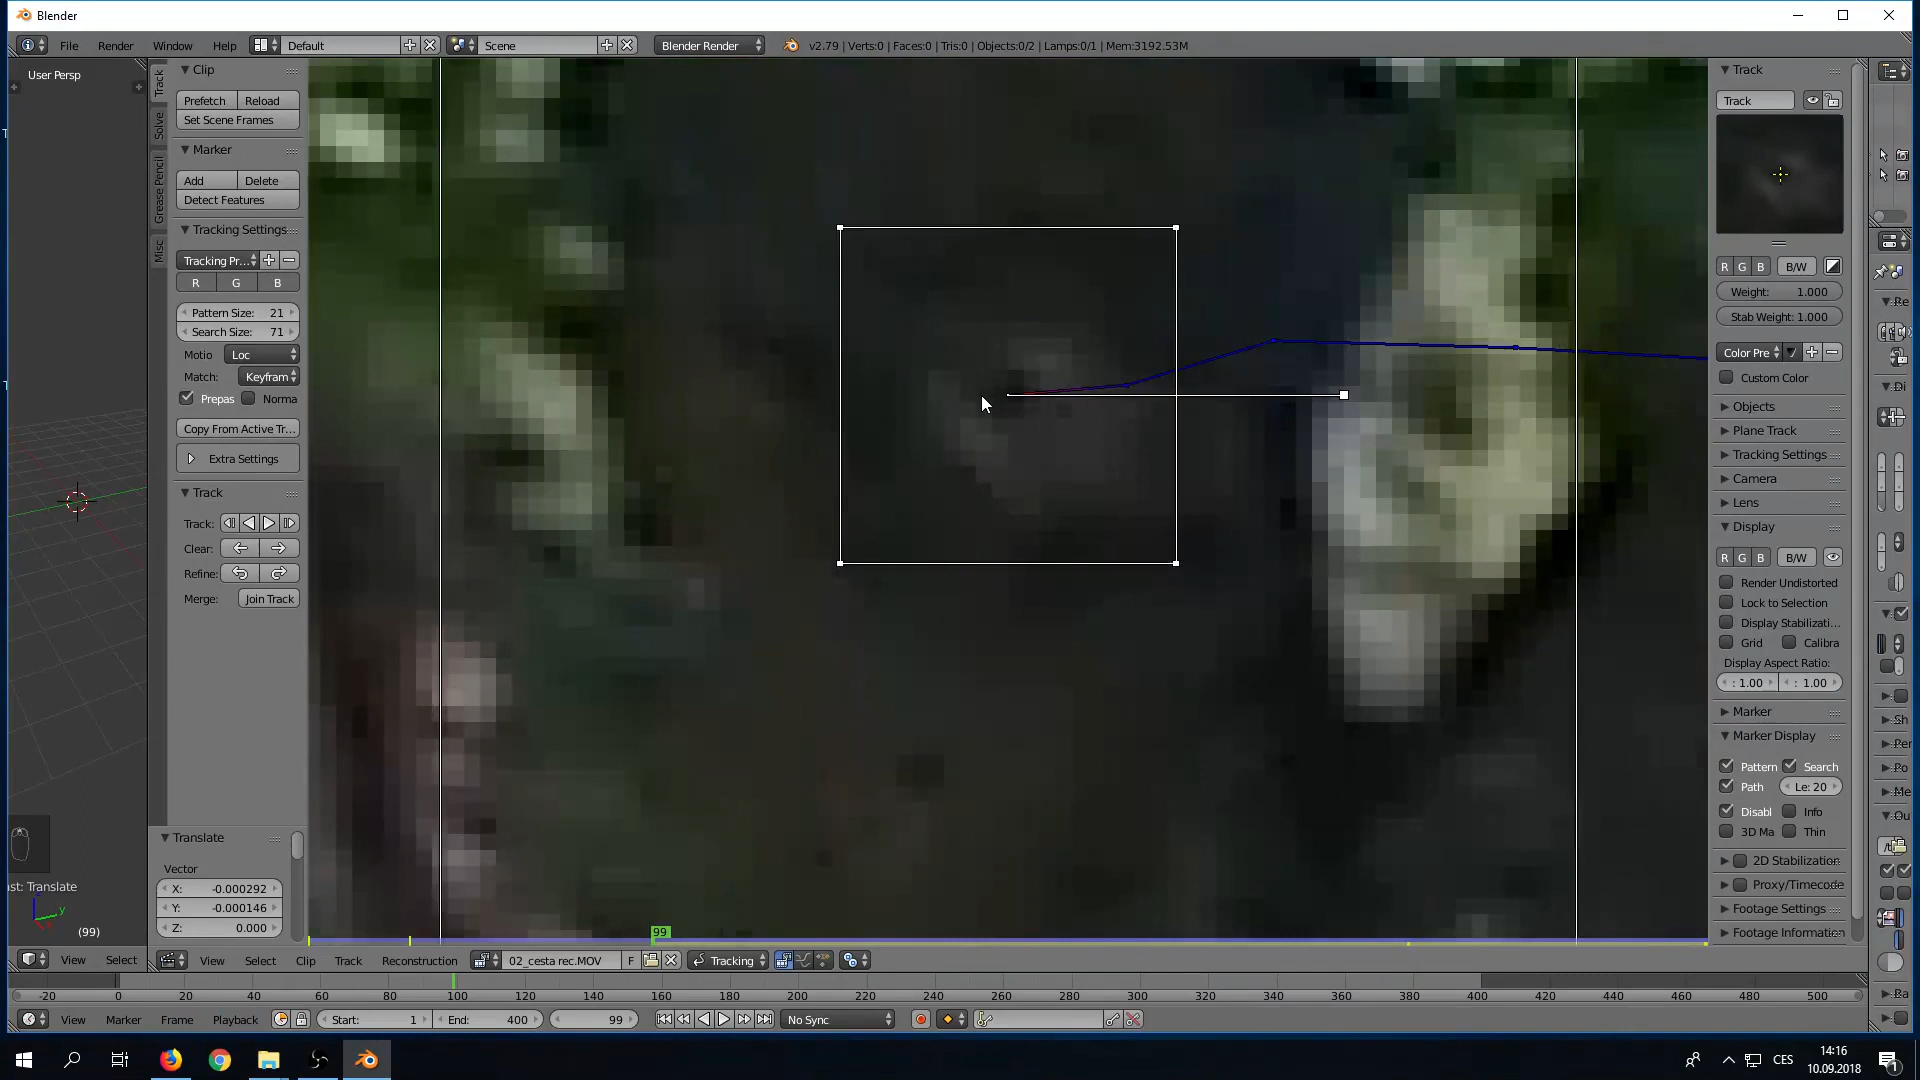 Blender
File Render Window Help Default Scene Blender Render v2.79 | Verts:0 | Faces:0 | Tris:0 | Objects:0/2 | Lamps:0/1 | Mem:3192.53M
User Persp
Track
Solve
Grease Pencil
Misc
Clip
Prefetch Reload
Set Scene Frames
Marker
Add Delete
Detect Features
Tracking Settings
Tracking Pr...
R G B
Pattern Size: 21
Search Size: 71
Motio Loc
Match: Keyfram
Prepas Norma
Copy From Active Tr...
Extra Settings
Track
Track:
Clear:
Refine:
Merge: Join Track
Translate
Vector
X: -0.000292
Y: -0.000146
Z: 0.000
ast: Translate
y
(99)
99
Track
Track
R G B B/W
Weight: 1.000
Stab Weight: 1.000
Color Pre
Custom Color
Objects
Plane Track
Tracking Settings
Camera
Lens
Display
R G B B/W
Render Undistorted
Lock to Selection
Display Stabilizati...
Grid Calibra
Display Aspect Ratio:
: 1.00 : 1.00
Marker
Marker Display
Pattern Search
Path Le: 20
Disabl Info
3D Ma Thin
2D Stabilization
Proxy/Timecode
Footage Settings
Footage Information
View Select View Select Clip Track Reconstruction 02_cesta rec.MOV F Tracking
-20 0 20 40 60 80 100 120 140 160 180 200 220 240 260 280 300 320 340 360 380 400 420 440 460 480 500
View Marker Frame Playback Start: 1 End: 400 99 No Sync
CES 14:16
10.09.2018
1